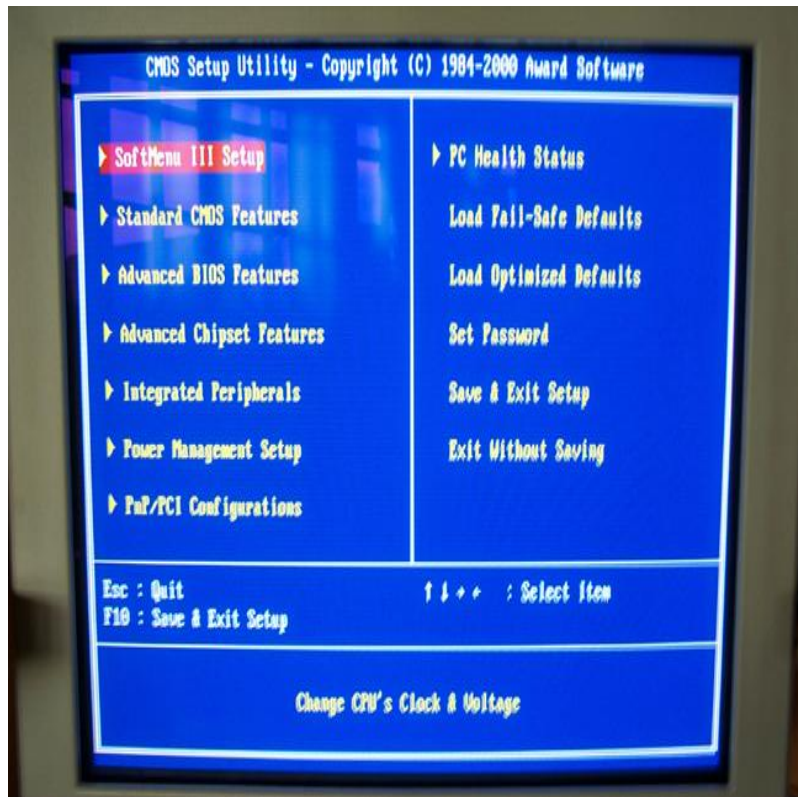 CMOS Setup Utility - Copyright (C) 1984-2000 Award Software
SoftMenu III Setup
Standard CMOS Features
Advanced BIOS Features
Advanced Chipset Features
Integrated Peripherals
Power Management Setup
PnP/PCI Configurations
PC Health Status
Load Fail-Safe Defaults
Load Optimized Defaults
Set Password
Save & Exit Setup
Exit Without Saving
Esc : Quit
F10 : Save & Exit Setup
↑ ↓ → ← : Select Item
Change CPU's Clock & Voltage